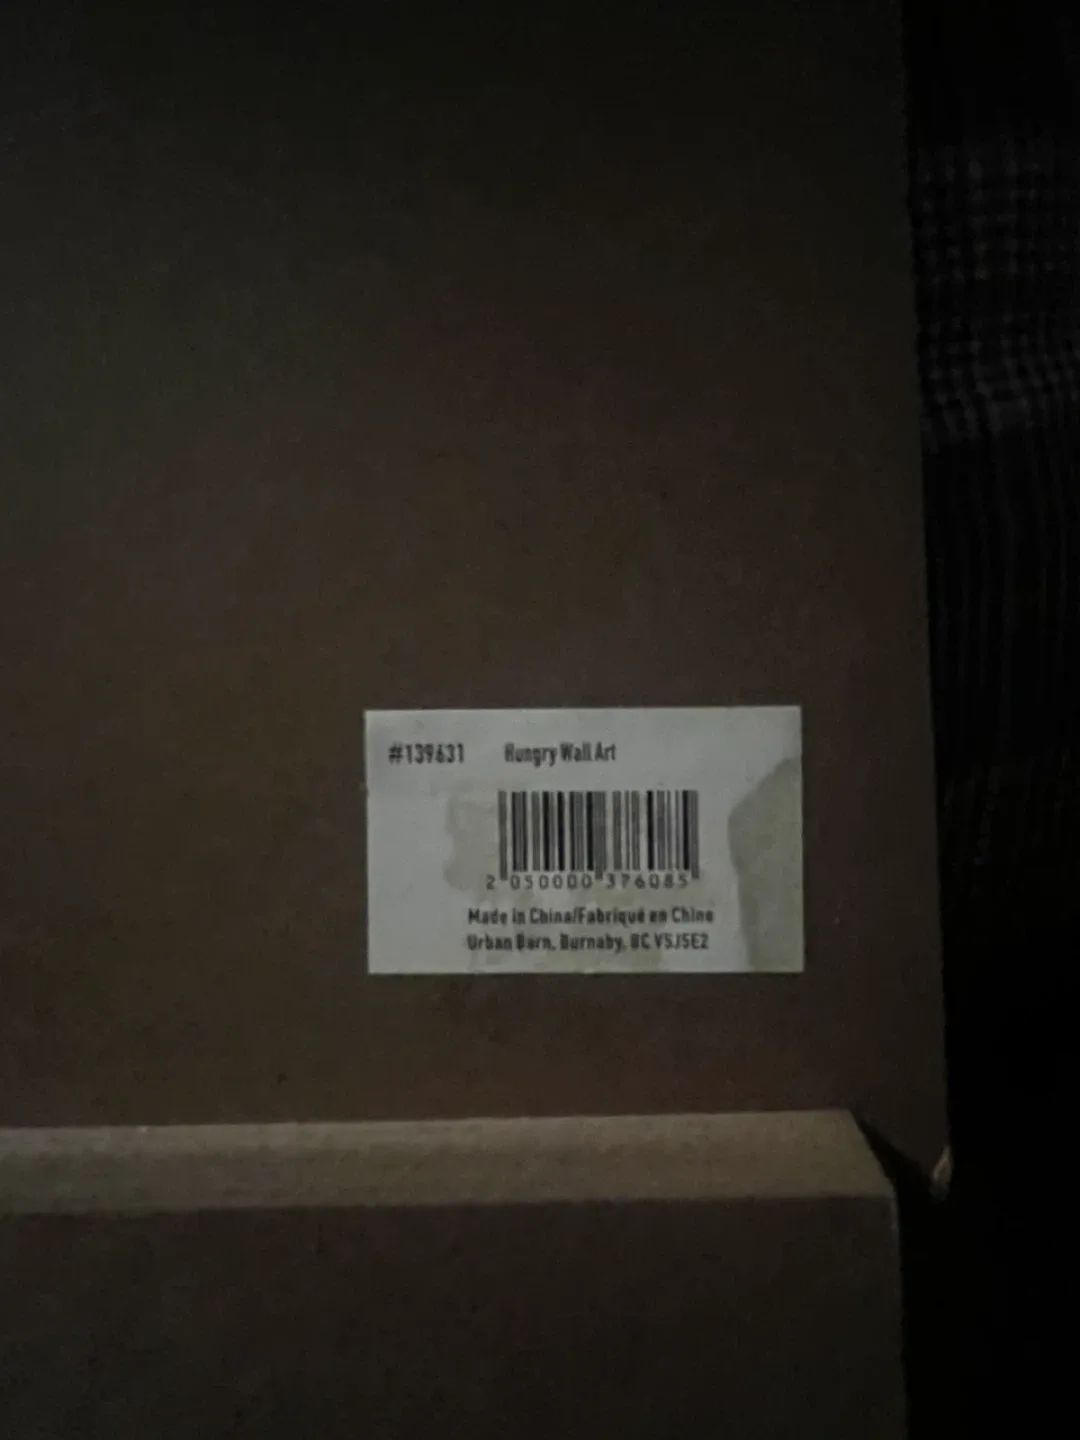 #139631 Hungry Wall Art
2 050000 376085
Made in China/Fabriqué en Chine
Urban Barn, Burnaby, BC V5J5E2